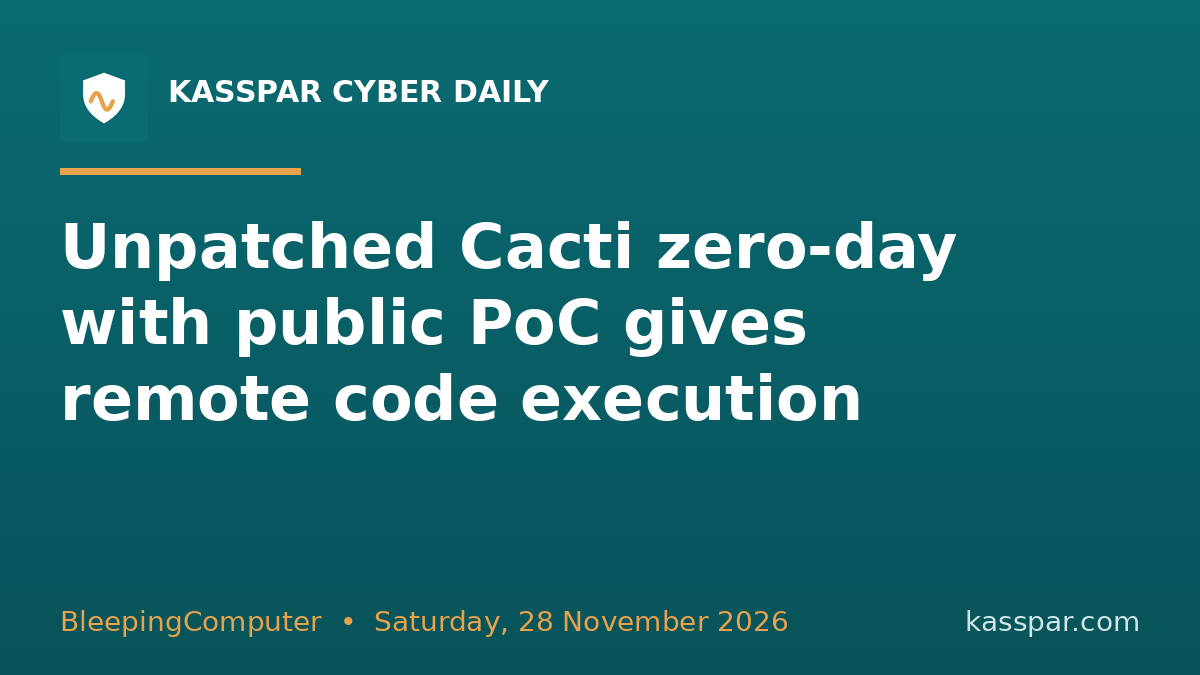 KASSPAR CYBER DAILY
Unpatched Cacti zero-day
with public PoC gives
remote code execution
BleepingComputer • Saturday, 28 November 2026
kasspar.com